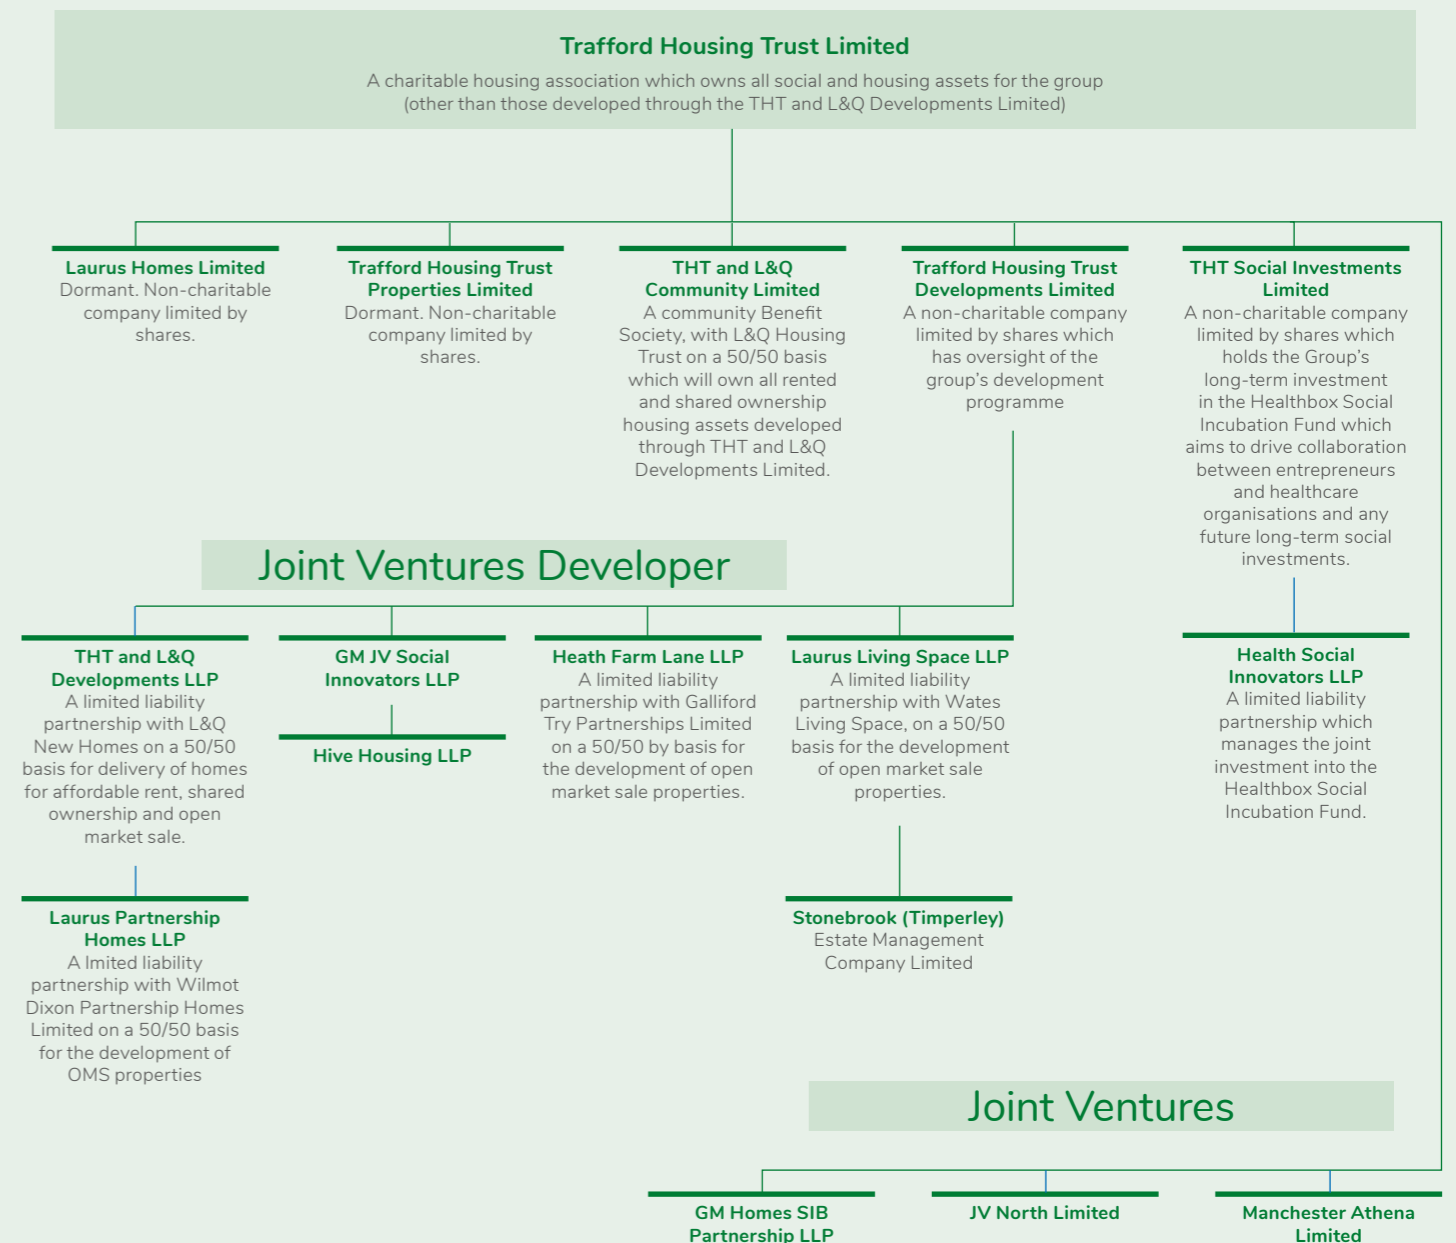 Trafford Housing Trust Limited
A charitable housing association which owns all social and housing assets for the group
(other than those developed through the THT and L&Q Developments Limited)
Laurus Homes Limited
Dormant. Non-charitable
company limited by
shares.
Trafford Housing Trust
Properties Limited
Dormant. Non-charitable
company limited by
shares.
THT and L&Q
Community Limited
A community Benefit
Society, with L&Q Housing
Trust on a 50/50 basis
which will own all rented
and shared ownership
housing assets developed
through THT and L&Q
Developments Limited.
Trafford Housing Trust
Developments Limited
A non-charitable company
limited by shares which
has oversight of the
group’s development
programme
THT Social Investments
Limited
A non-charitable company
limited by shares which
holds the Group’s
long-term investment
in the Healthbox Social
Incubation Fund which
aims to drive collaboration
between entrepreneurs
and healthcare
organisations and any
future long-term social
investments.
Joint Ventures Developer
THT and L&Q
Developments LLP
A limited liability
partnership with L&Q
New Homes on a 50/50
basis for delivery of homes
for affordable rent, shared
ownership and open
market sale.
GM JV Social
Innovators LLP
Hive Housing LLP
Heath Farm Lane LLP
A limited liability
partnership with Galliford
Try Partnerships Limited
on a 50/50 by basis for
the development of open
market sale properties.
Laurus Living Space LLP
A limited liability
partnership with Wates
Living Space, on a 50/50
basis for the development
of open market sale
properties.
Health Social
Innovators LLP
A limited liability
partnership which
manages the joint
investment into the
Healthbox Social
Incubation Fund.
Laurus Partnership
Homes LLP
A lmited liability
partnership with Wilmot
Dixon Partnership Homes
Limited on a 50/50 basis
for the development of
OMS properties
Stonebrook (Timperley)
Estate Management
Company Limited
Joint Ventures
GM Homes SIB
Partnership LLP
JV North Limited
Manchester Athena
Limited